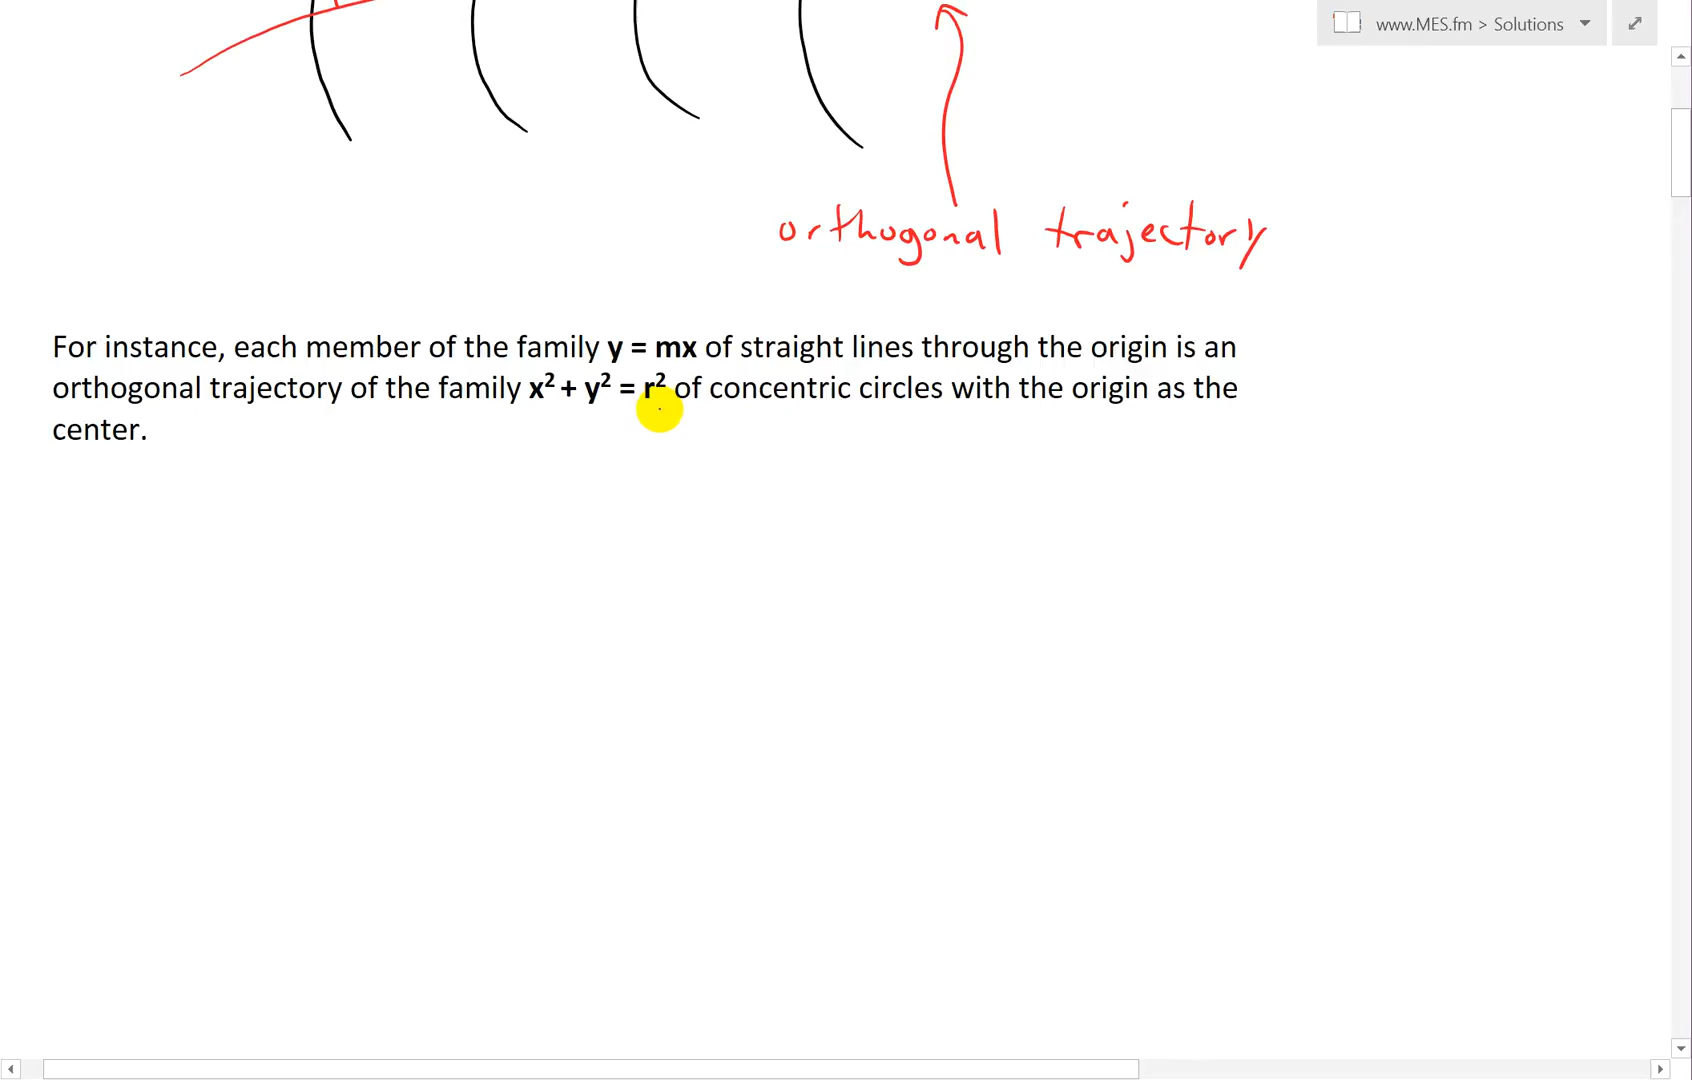 www.MES.fm > Solutions
orthogonal trajectory
For instance, each member of the family y = mx of straight lines through the origin is an
orthogonal trajectory of the family x² + y² = r² of concentric circles with the origin as the
center.